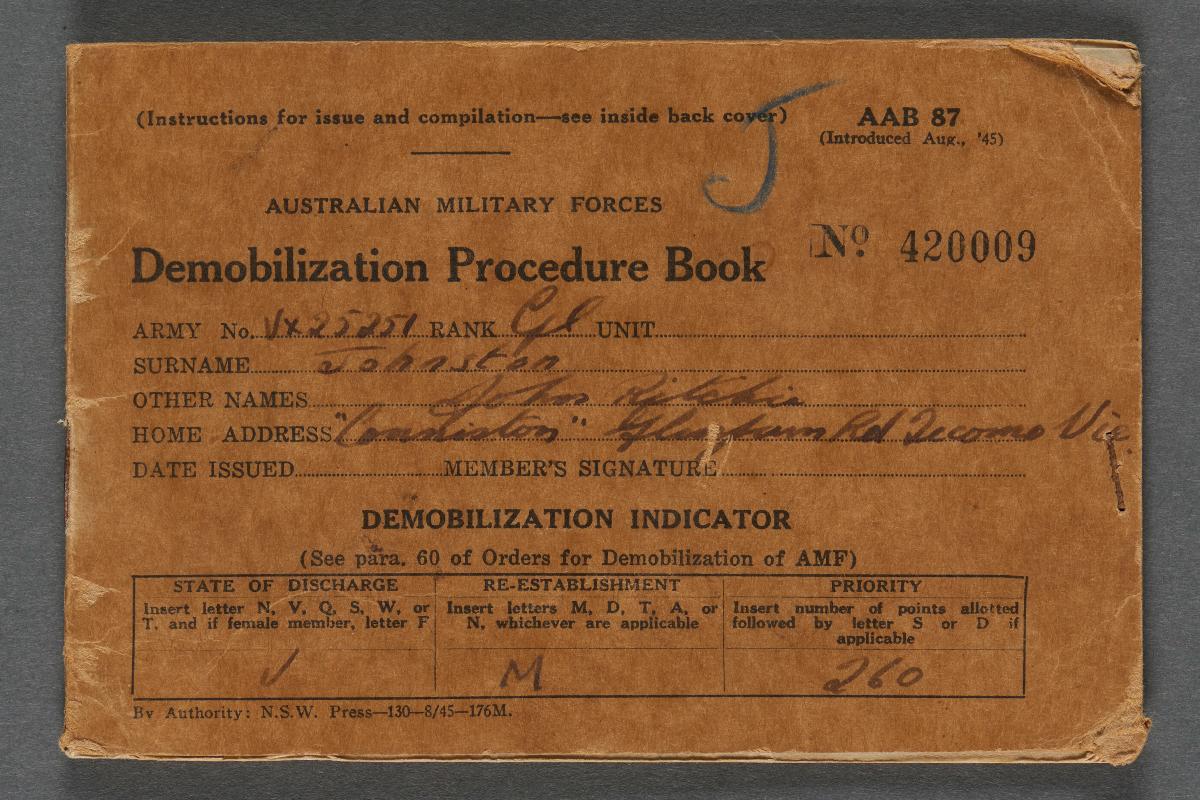 (Instructions for issue and compilation—see inside back cover)
J
AAB 87
(Introduced Aug., '45)
AUSTRALIAN MILITARY FORCES
Demobilization Procedure Book
No. 420009
ARMY No. VX25251 RANK Cpl UNIT
SURNAME Johnston
OTHER NAMES John Ritchie
HOME ADDRESS "Conniston" Rd Tecoma Vic
DATE ISSUED MEMBER'S SIGNATURE
DEMOBILIZATION INDICATOR
(See para. 60 of Orders for Demobilization of AMF)
STATE OF DISCHARGE RE-ESTABLISHMENT PRIORITY
Insert letter N, V, Q, S, W, or Insert letters M, D, T, A, or Insert number of points allotted
T. and if female member, letter F N, whichever are applicable followed by letter S or D if
applicable
V M 260
By Authority: N.S.W. Press—130—8/45—176M.